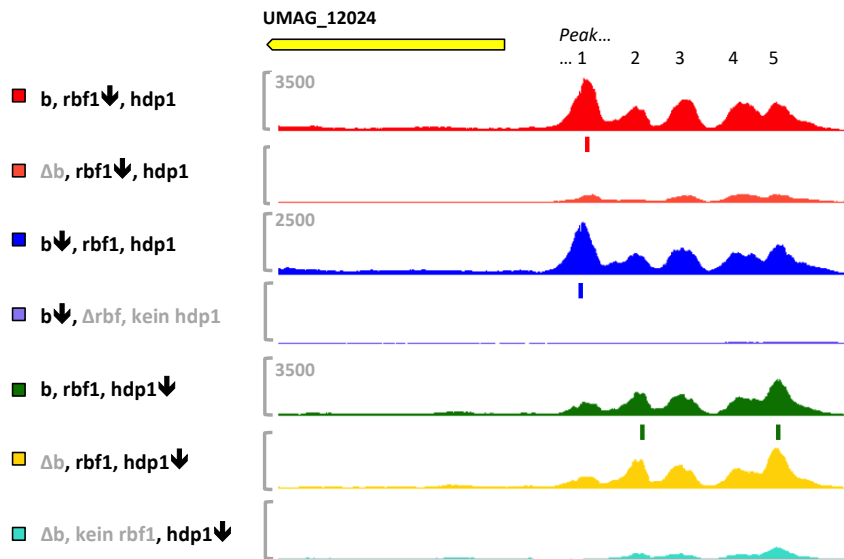 UMAG_12024
Peak...
... 1 2 3 4 5
3500
b, rbf1🡻, hdp1
Δb, rbf1🡻, hdp1
2500
b🡻, rbf1, hdp1
b🡻, Δrbf, kein hdp1
3500
b, rbf1, hdp1🡻
Δb, rbf1, hdp1🡻
Δb, kein rbf1, hdp1🡻